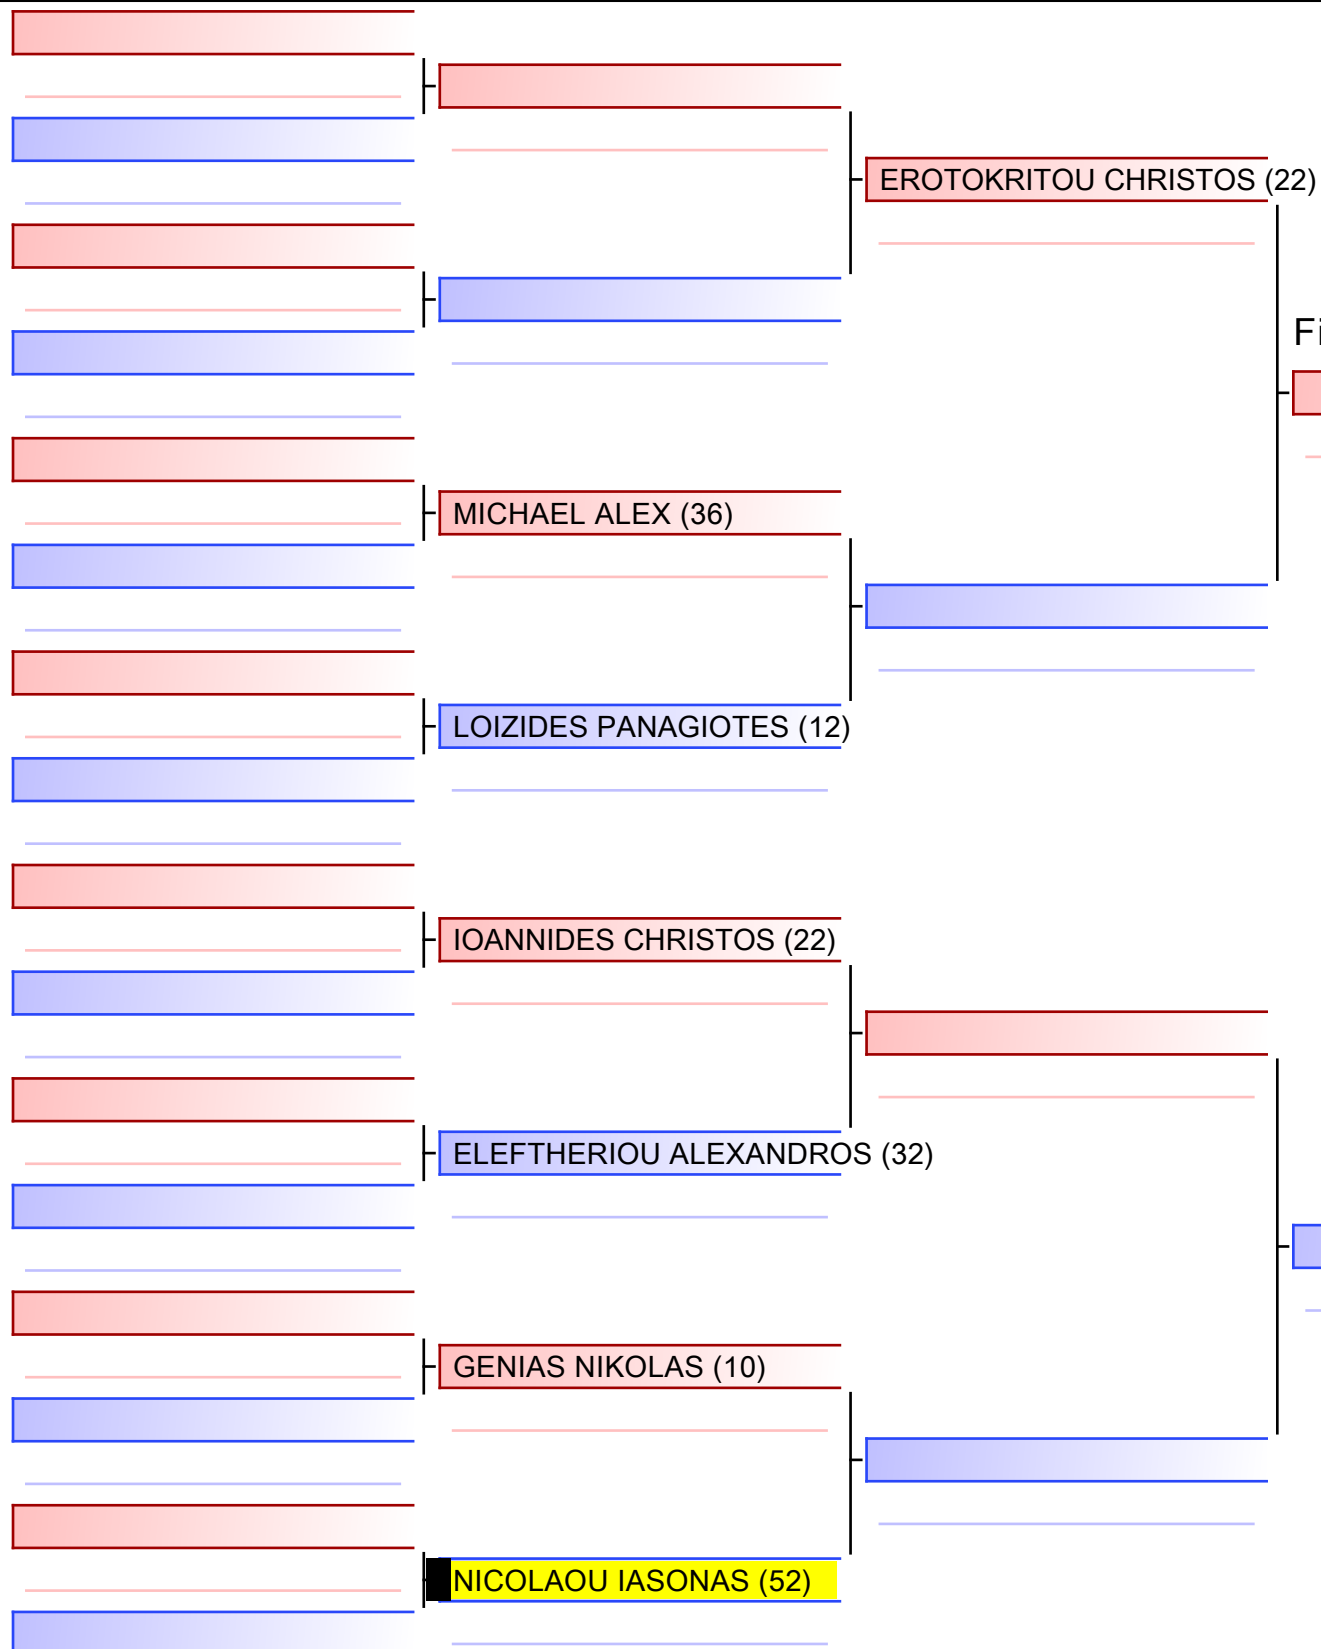 EROTOKRITOU CHRISTOS (22)
Fi
MICHAEL ALEX (36)
LOIZIDES PANAGIOTES (12)
IOANNIDES CHRISTOS (22)
ELEFTHERIOU ALEXANDROS (32)
GENIAS NIKOLAS (10)
NICOLAOU IASONAS (52)